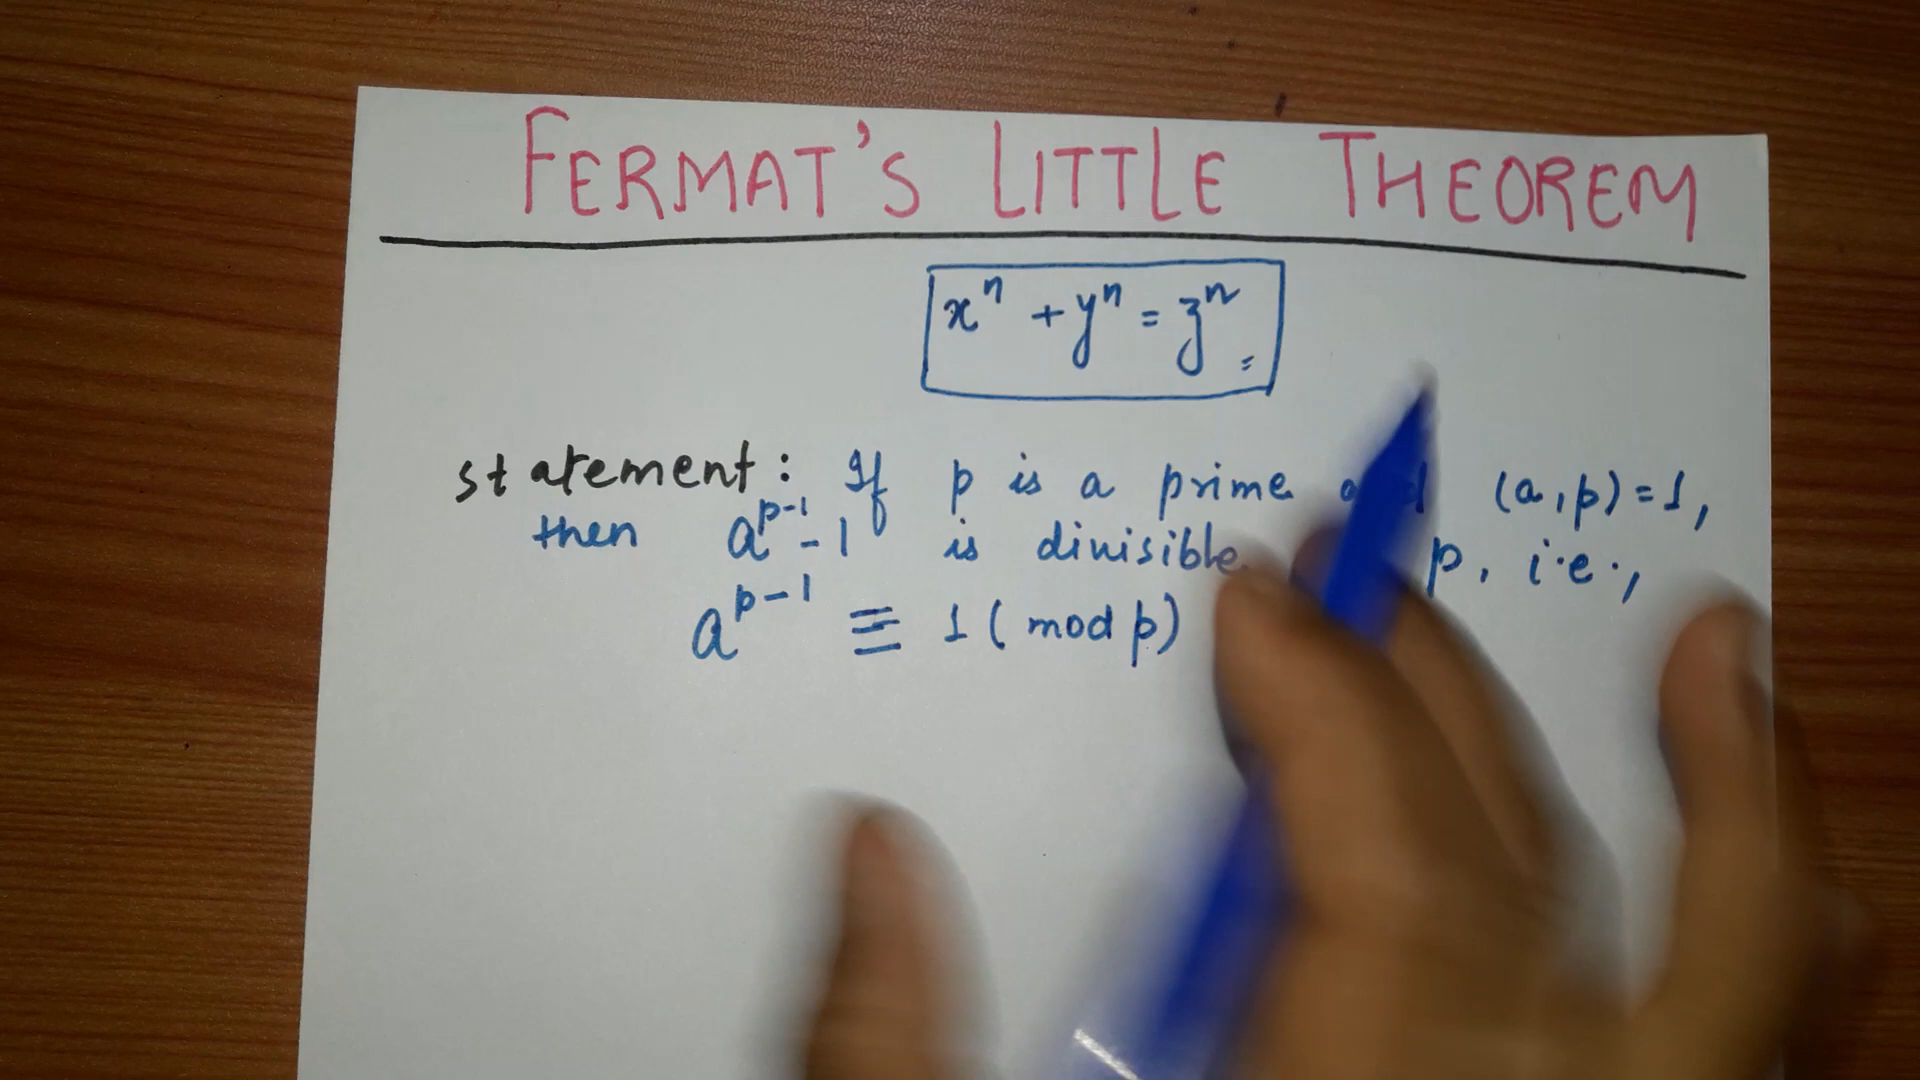 FERMAT'S LITTLE THEOREM
xⁿ + yⁿ = zⁿ
statement: If p is a prime (a, p) = 1,
then a^(p-1) - 1 is divisible p, i.e.,
a^(p-1) ≡ 1 (mod p)